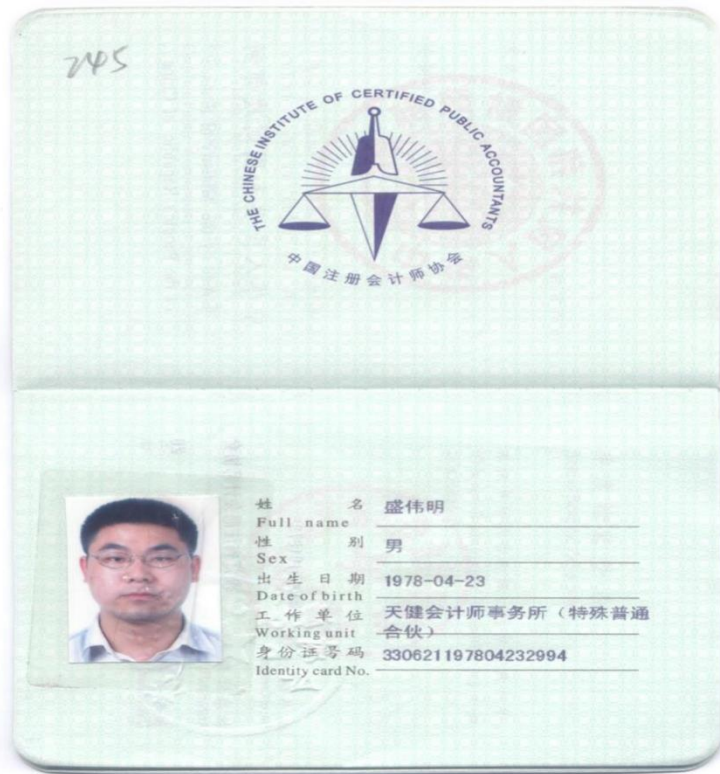 245
THE CHINESE INSTITUTE OF CERTIFIED PUBLIC ACCOUNTANTS
中国注册会计师协会
姓 名 盛伟明
Full name
性 别 男
Sex
出 生 日 期 1978-04-23
Date of birth
工 作 单 位 天健会计师事务所（特殊普通
Working unit 合伙）
身份证号码 330621197804232994
Identity card No.